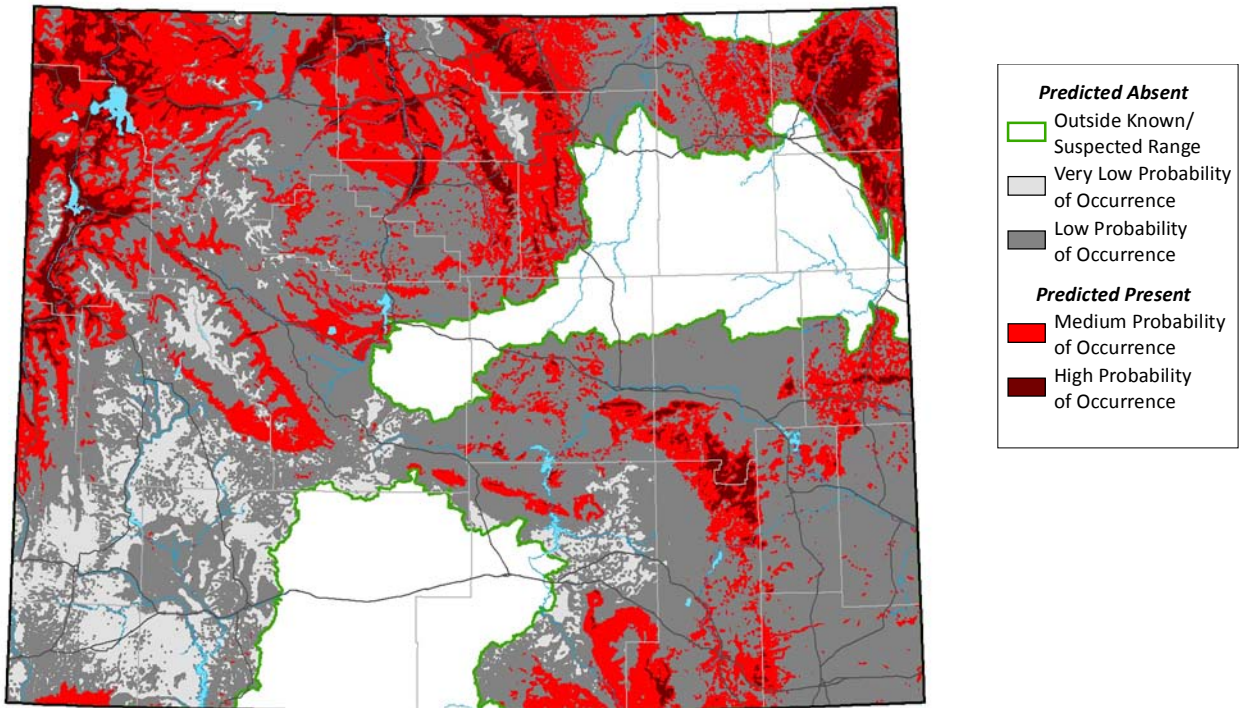 Predicted Absent
Outside Known/
Suspected Range
Very Low Probability
of Occurrence
Low Probability
of Occurrence
Predicted Present
Medium Probability
of Occurrence
High Probability
of Occurrence